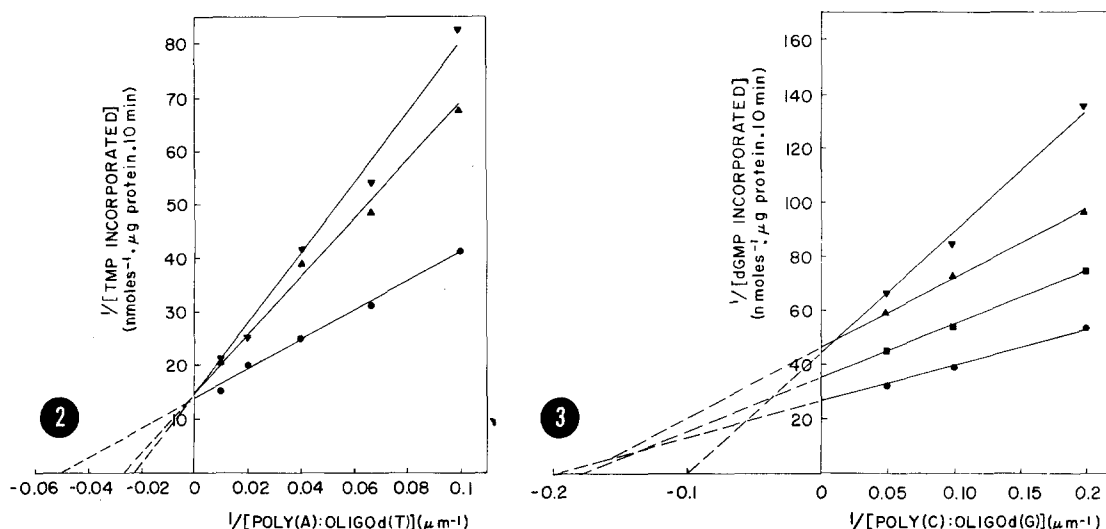 1/[TMP INCORPORATED]
(nmoles⁻¹. µg protein. 10 min)
80
70
60
50
40
30
20
10
2
-0.06 -0.04 -0.02 0 0.02 0.04 0.06 0.08 0.1
1/[POLY(A):OLIGOd(T)](µm⁻¹)
1/[dGMP INCORPORATED]
(nmoles⁻¹. µg protein. 10 min)
160
140
120
100
80
60
40
20
3
-0.2 -0.1 0 0.05 0.10 0.15 0.2
1/[POLY(C):OLIGOd(G)](µm⁻¹)